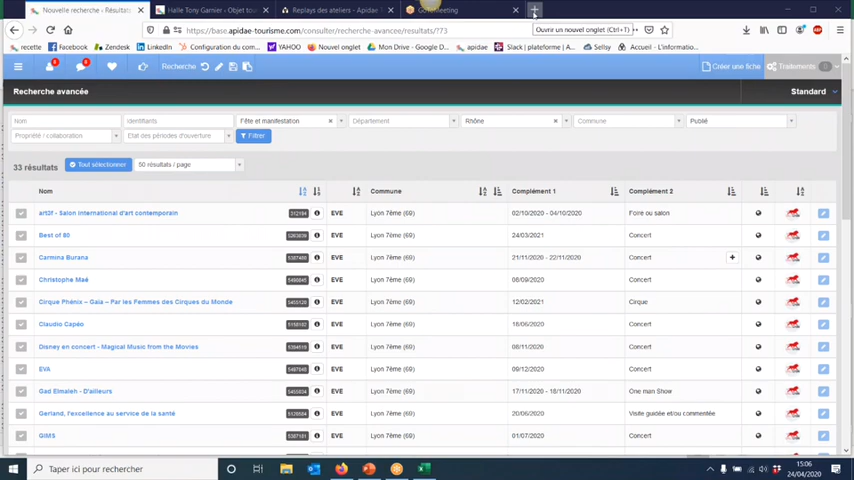 Nouvelle recherche - Résultats
Halle Tony Garnier - Objet tou
Replays des ateliers - Apidae
GoToMeeting
Ouvrir un nouvel onglet (Ctrl+T)
https://base.apidae-tourisme.com/consulter/recherche-avancee/resultats/?73
recette
Facebook
Zendesk
LinkedIn
Configuration du com...
YAHOO
Nouvel onglet
M Drive
Apidae
Slack | plateforme | A...
Sellsy
Accueil - L'informatio...
Recherche
Créer une fiche
Traitements 0
Recherche avancée
Standard
Nom
Identifiants
Fête et manifestation
Département
Rhône
Commune
Publié
Propriété / collaboration
Etat des périodes d'ouverture
Filtrer
33 résultats
Tout sélectionner
50 résultats / page
Nom Commune Complément 1 Complément 2
art3f - Salon international d'art contemporain EVE Lyon 7ème (69) 02/10/2020 - 04/10/2020 Foire ou salon
Best of 80 EVE Lyon 7ème (69) 24/03/2021 Concert
Carmina Burana EVE Lyon 7ème (69) 21/11/2020 - 22/11/2020 Concert
Christophe Maé EVE Lyon 7ème (69) 08/09/2020 Concert
Cirque Phénix – Gaïa – Par les Femmes des Cirques du Monde EVE Lyon 7ème (69) 12/02/2021 Cirque
Claudio Capéo EVE Lyon 7ème (69) 18/06/2020 Concert
Disney en concert - Magical Music from the Movies EVE Lyon 7ème (69) 08/11/2020 Concert
EVA EVE Lyon 7ème (69) 09/12/2020 Concert
Gad Elmaleh - D'ailleurs EVE Lyon 7ème (69) 17/11/2020 - 18/11/2020 One man Show
Gerland, l'excellence au service de la santé EVE Lyon 7ème (69) 20/06/2020 Visite guidée et/ou commentée
GIMS EVE Lyon 7ème (69) 01/07/2020 Concert
Taper ici pour rechercher
15:06
24/04/2020